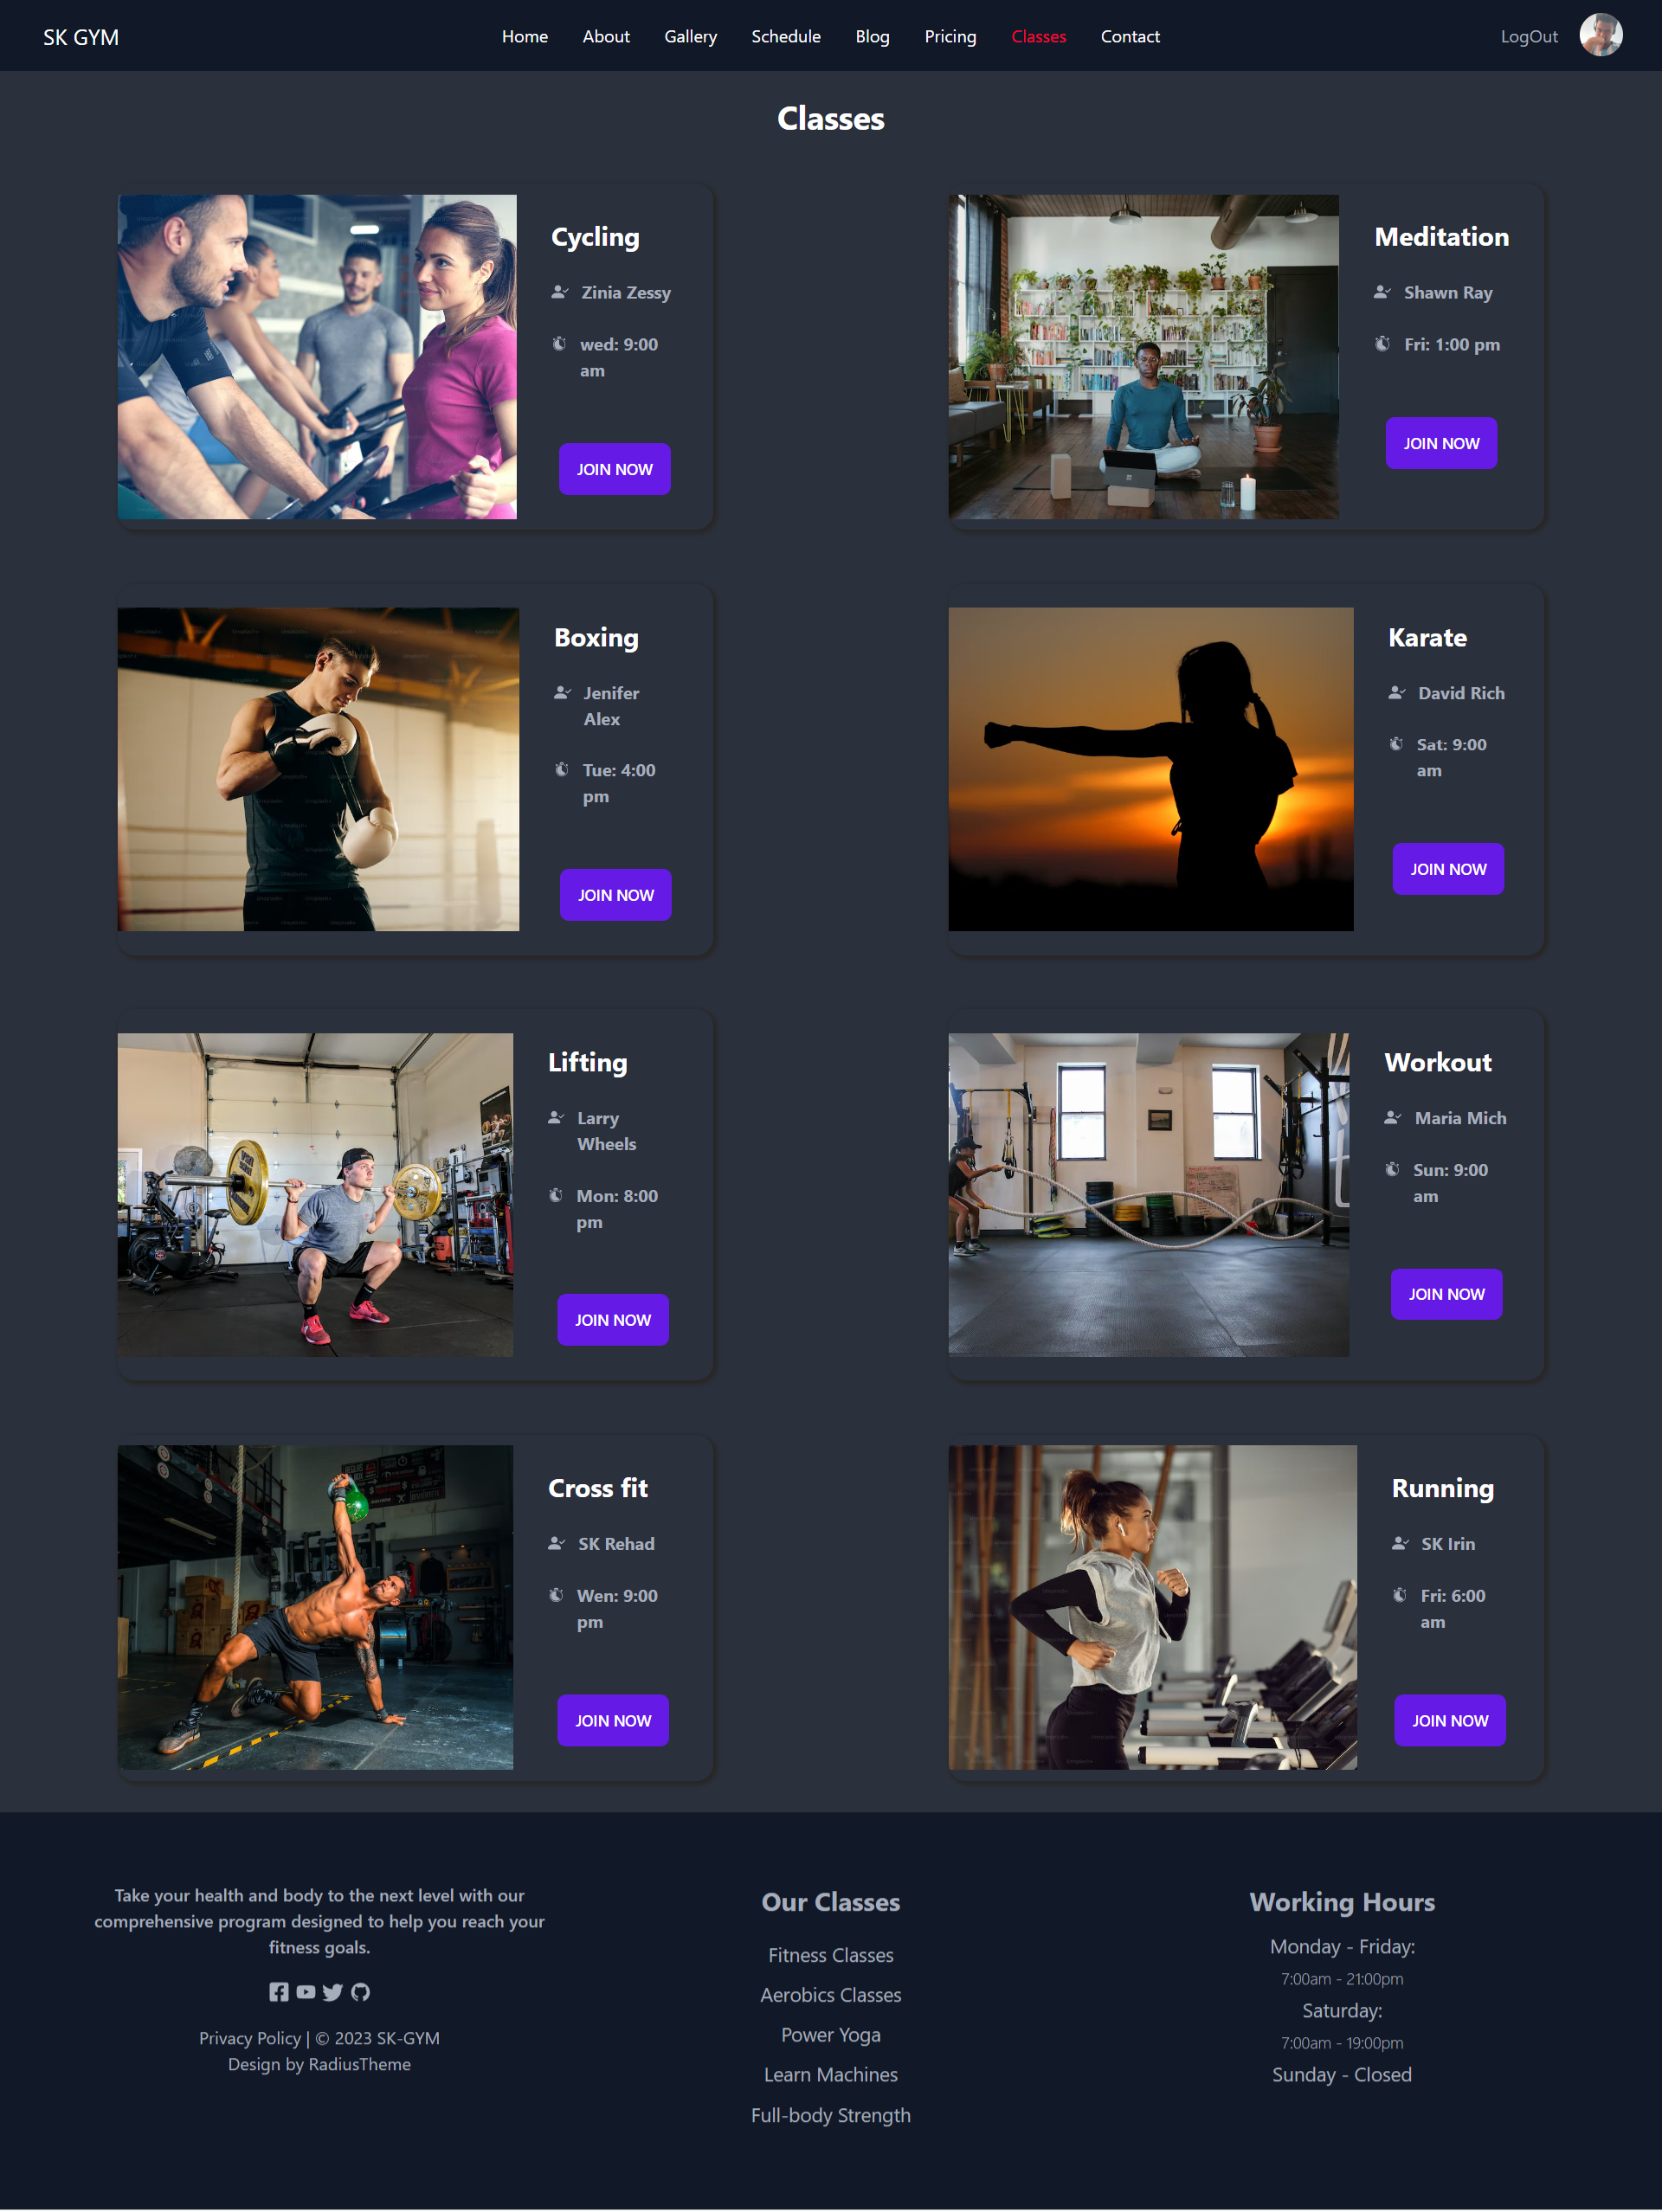 SK GYM
Home About Gallery Schedule Blog Pricing Classes Contact
LogOut
Classes
Cycling
Zinia Zessy
wed: 9:00
am
JOIN NOW
Meditation
Shawn Ray
Fri: 1:00 pm
JOIN NOW
Boxing
Jenifer
Alex
Tue: 4:00
pm
JOIN NOW
Karate
David Rich
Sat: 9:00
am
JOIN NOW
Lifting
Larry
Wheels
Mon: 8:00
pm
JOIN NOW
Workout
Maria Mich
Sun: 9:00
am
JOIN NOW
Cross fit
SK Rehad
Wen: 9:00
pm
JOIN NOW
Running
SK Irin
Fri: 6:00
am
JOIN NOW
Take your health and body to the next level with our
comprehensive program designed to help you reach your
fitness goals.
Privacy Policy | © 2023 SK-GYM
Design by RadiusTheme
Our Classes
Fitness Classes
Aerobics Classes
Power Yoga
Learn Machines
Full-body Strength
Working Hours
Monday - Friday:
7:00am - 21:00pm
Saturday:
7:00am - 19:00pm
Sunday - Closed